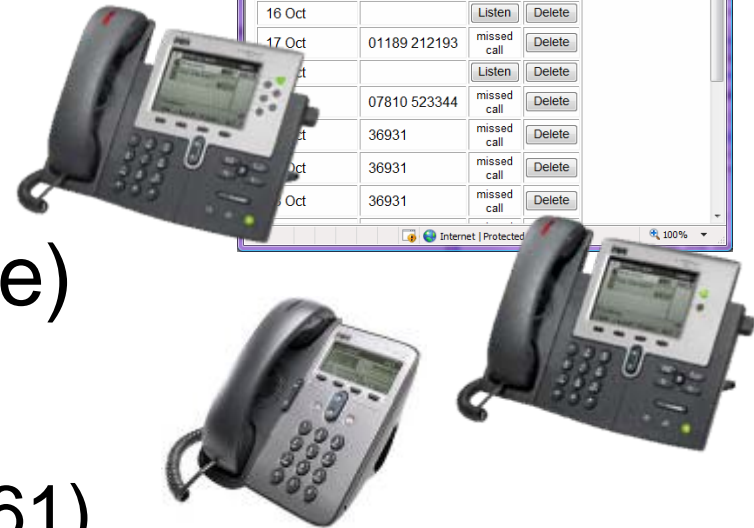 16 Oct Listen Delete
17 Oct 01189 212193 missed call Delete
Listen Delete
07810 523344 missed call Delete
36931 missed call Delete
Oct 36931 missed call Delete
Oct 36931 missed call Delete
Internet | Protected 100%
e)
61)